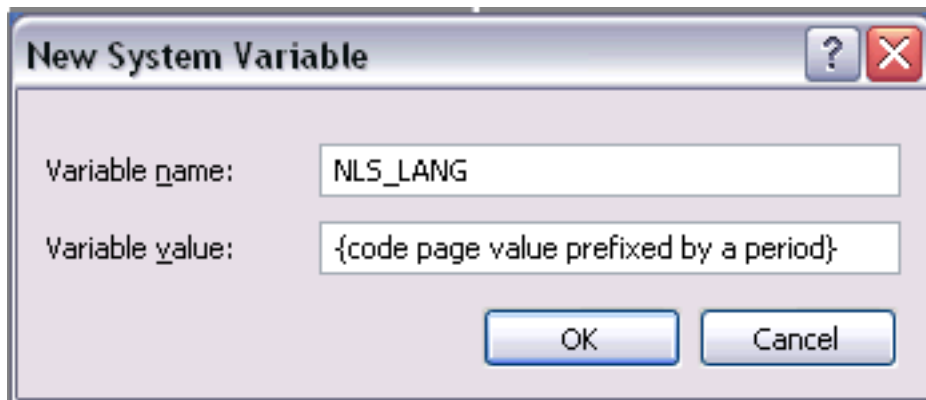 New System Variable
?
Variable name: NLS_LANG
Variable value: {code page value prefixed by a period}
OK Cancel